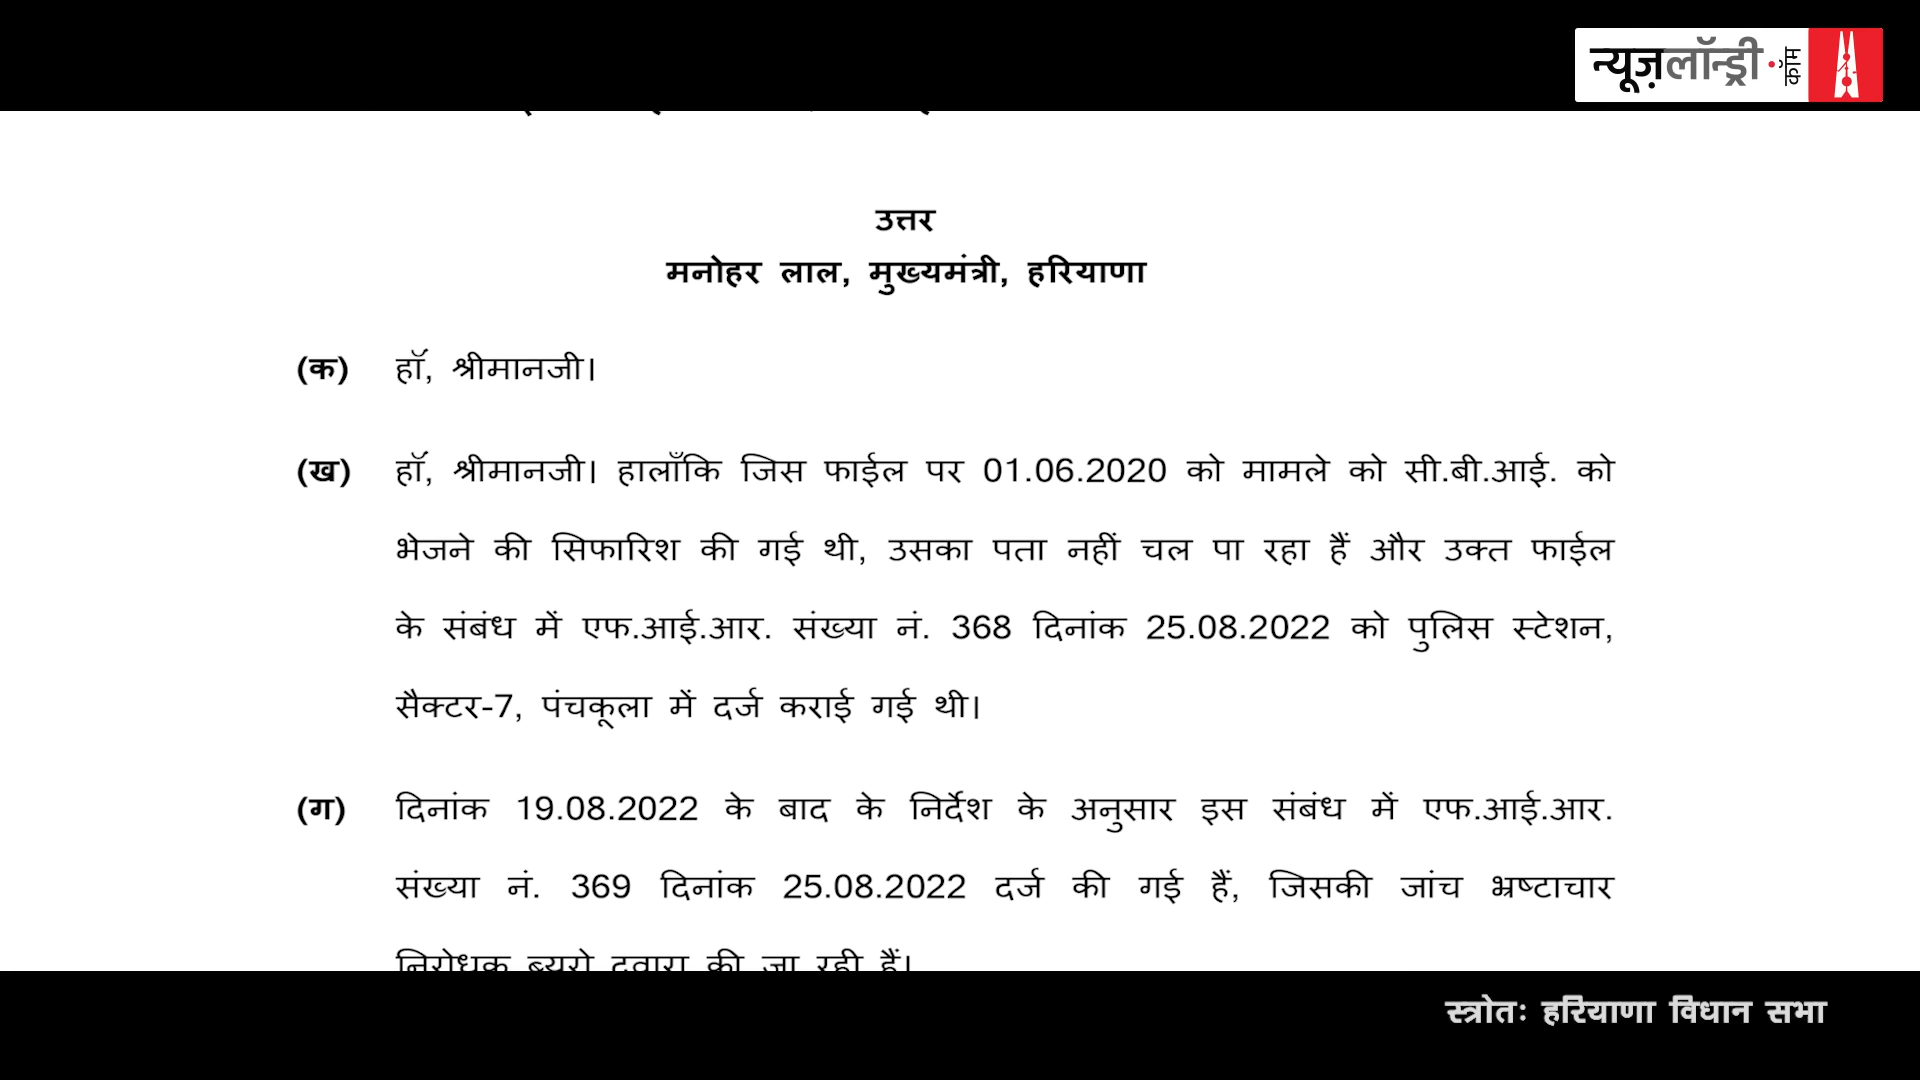 न्यूज़लॉन्ड्री.कॉम
उत्तर
मनोहर लाल, मुख्यमंत्री, हरियाणा
(क) हाॅं, श्रीमानजी।
(ख) हाॅं, श्रीमानजी। हालाँकि जिस फाईल पर 01.06.2020 को मामले को सी.बी.आई. को
भेजने की सिफारिश की गई थी, उसका पता नहीं चल पा रहा हैं और उक्त फाईल
के संबंध में एफ.आई.आर. संख्या नं. 368 दिनांक 25.08.2022 को पुलिस स्टेशन,
सैक्टर-7, पंचकूला में दर्ज कराई गई थी।
(ग) दिनांक 19.08.2022 के बाद के निर्देश के अनुसार इस संबंध में एफ.आई.आर.
संख्या नं. 369 दिनांक 25.08.2022 दर्ज की गई हैं, जिसकी जांच भ्रष्टाचार
निरोधक ब्यूरो द्वारा की जा रही हैं।
स्त्रोतः हरियाणा विधान सभा